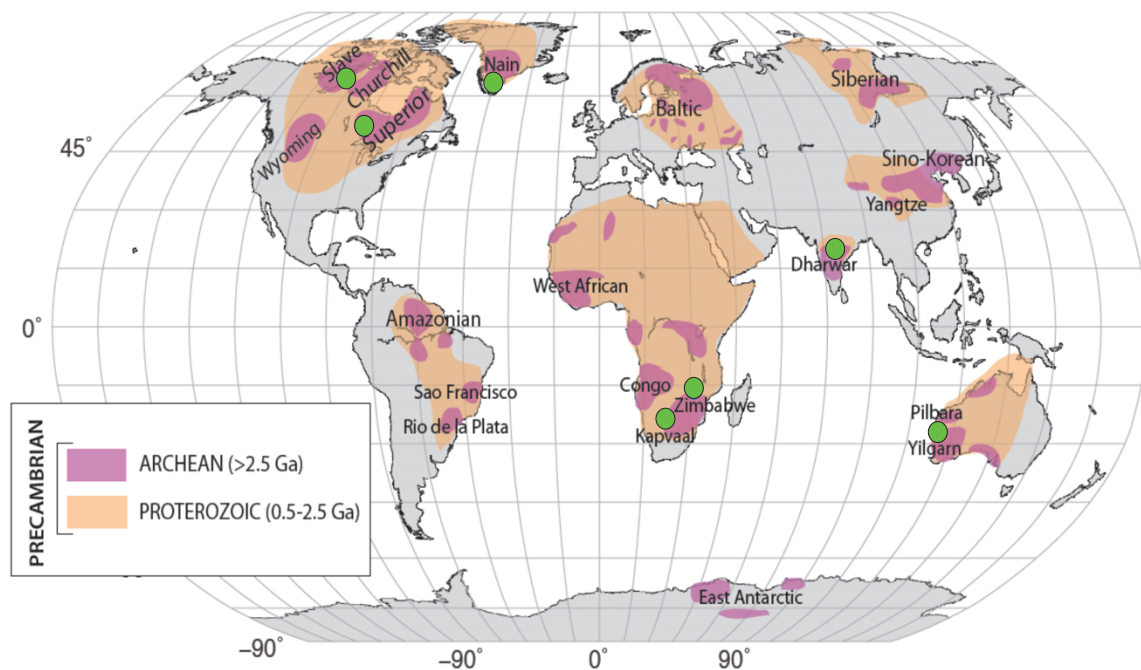 Slave
Churchill
Nain
Superior
Wyoming
Baltic
Siberian
45°
Sino-Korean
Yangtze
Dharwar
West African
0°
Amazonian
Congo
Sao Francisco
Zimbabwe
Rio de la Plata
Kapvaal
Pilbara
Yilgarn
PRECAMBRIAN
ARCHEAN (>2.5 Ga)
PROTEROZOIC (0.5-2.5 Ga)
East Antarctic
–90°
–90°
0°
90°